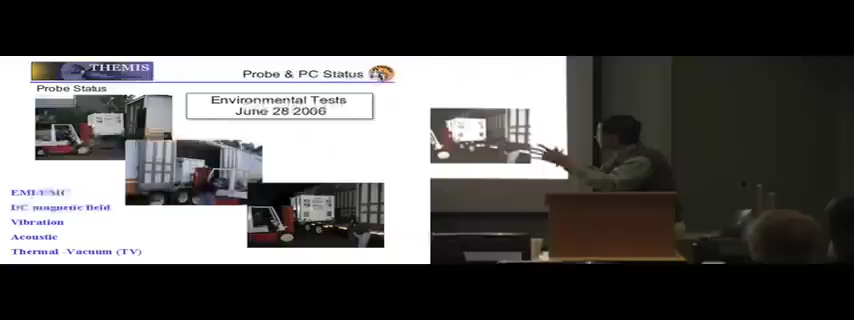 THEMIS
Probe & PC Status
Probe Status
Environmental Tests
June 28 2006
DC magnetic field
Vibration
Acoustic
Thermal -Vacuum (TV)